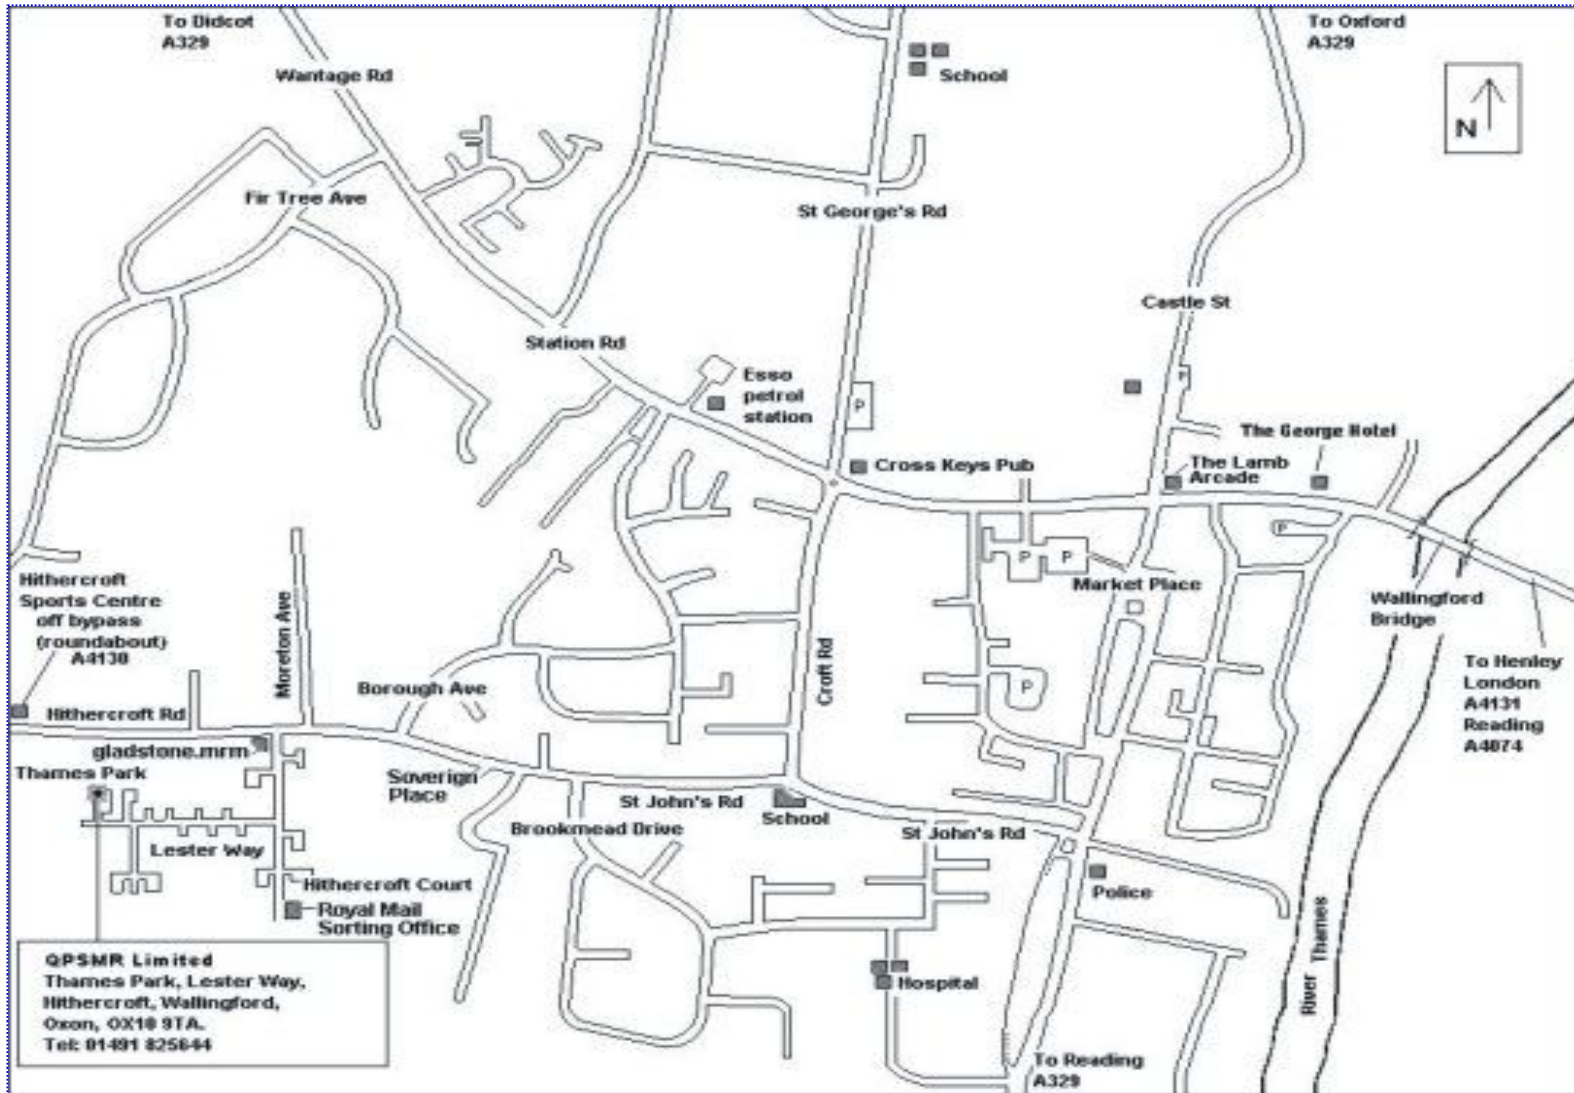 To Didcot
A329
To Oxford
A329
Wantage Rd
School
N
Fir Tree Ave
St George's Rd
Castle St
Station Rd
Esso
petrol
station
P
P
The George Hotel
Cross Keys Pub
The Lamb
Arcade
P
P
P
Hithercroft
Sports Centre
off bypass
(roundabout)
A4130
Market Place
Wallingford
Bridge
Moreton Ave
Croft Rd
To Henley
London
A4131
Reading
A4074
Borough Ave
P
Hithercroft Rd
gladstone.mrm
Thames Park
Soverign
Place
St John's Rd
School
Brookmead Drive
St John's Rd
Lester Way
Hithercroft Court
Police
Royal Mail
Sorting Office
River Thames
QPSMR Limited
Thames Park, Lester Way,
Hithercroft, Wallingford,
Oxon, OX10 9TA.
Tel: 01491 825644
Hospital
To Reading
A329